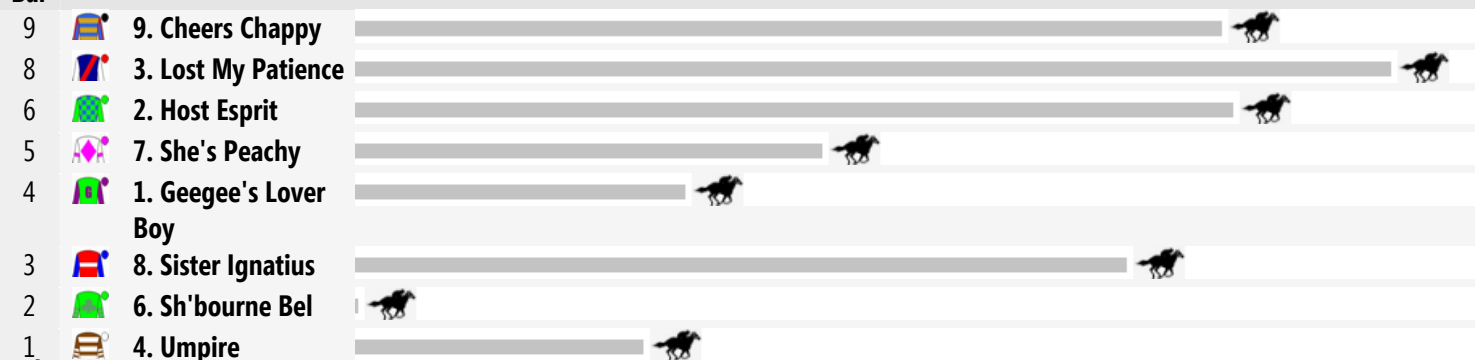 Bar
9 9. Cheers Chappy
8 3. Lost My Patience
6 2. Host Esprit
5 7. She's Peachy
4 G 1. Geegee's Lover
Boy
3 8. Sister Ignatius
2 6. Sh'bourne Bel
1 4. Umpire